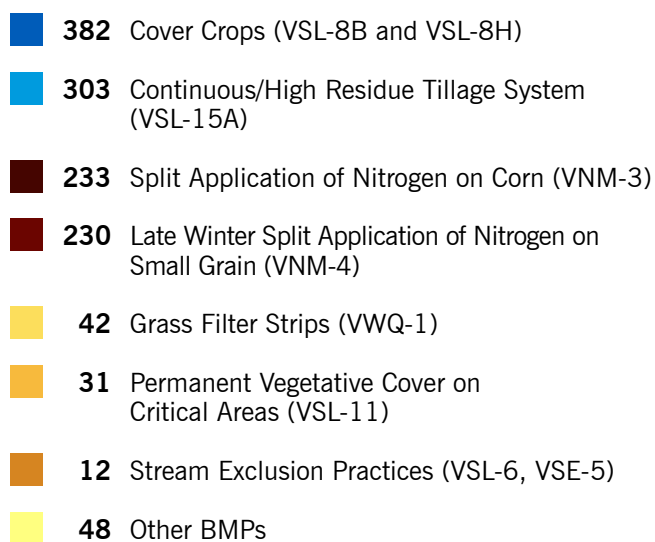 382 Cover Crops (VSL-8B and VSL-8H)
303 Continuous/High Residue Tillage System
(VSL-15A)
233 Split Application of Nitrogen on Corn (VNM-3)
230 Late Winter Split Application of Nitrogen on
Small Grain (VNM-4)
42 Grass Filter Strips (VWQ-1)
31 Permanent Vegetative Cover on
Critical Areas (VSL-11)
12 Stream Exclusion Practices (VSL-6, VSE-5)
48 Other BMPs